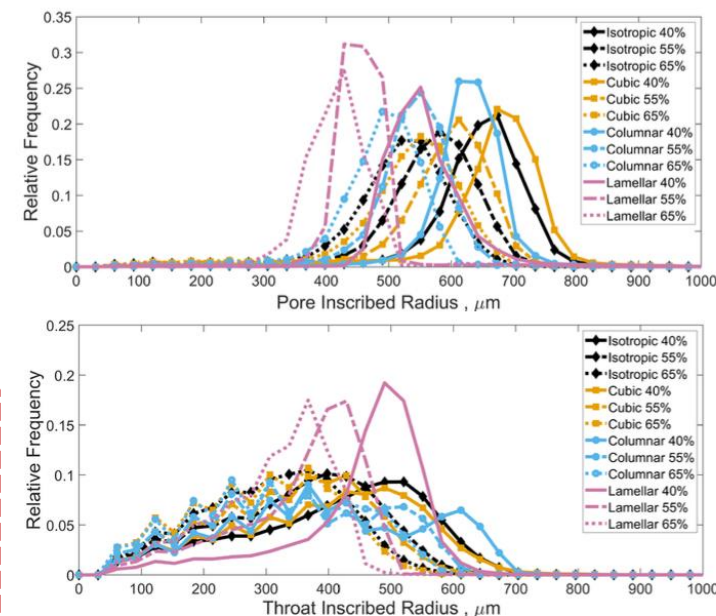 0.35
0.3
0.25
0.2
0.15
0.1
0.05
0
Relative Frequency
Isotropic 40%
Isotropic 55%
Isotropic 65%
Cubic 40%
Cubic 55%
Cubic 65%
Columnar 40%
Columnar 55%
Columnar 65%
Lamellar 40%
Lamellar 55%
Lamellar 65%
0 100 200 300 400 500 600 700 800 900 1000
Pore Inscribed Radius , μm
0.25
0.2
0.15
0.1
0.05
0
Relative Frequency
Isotropic 40%
Isotropic 55%
Isotropic 65%
Cubic 40%
Cubic 55%
Cubic 65%
Columnar 40%
Columnar 55%
Columnar 65%
Lamellar 40%
Lamellar 55%
Lamellar 65%
0 100 200 300 400 500 600 700 800 900 1000
Throat Inscribed Radius , μm